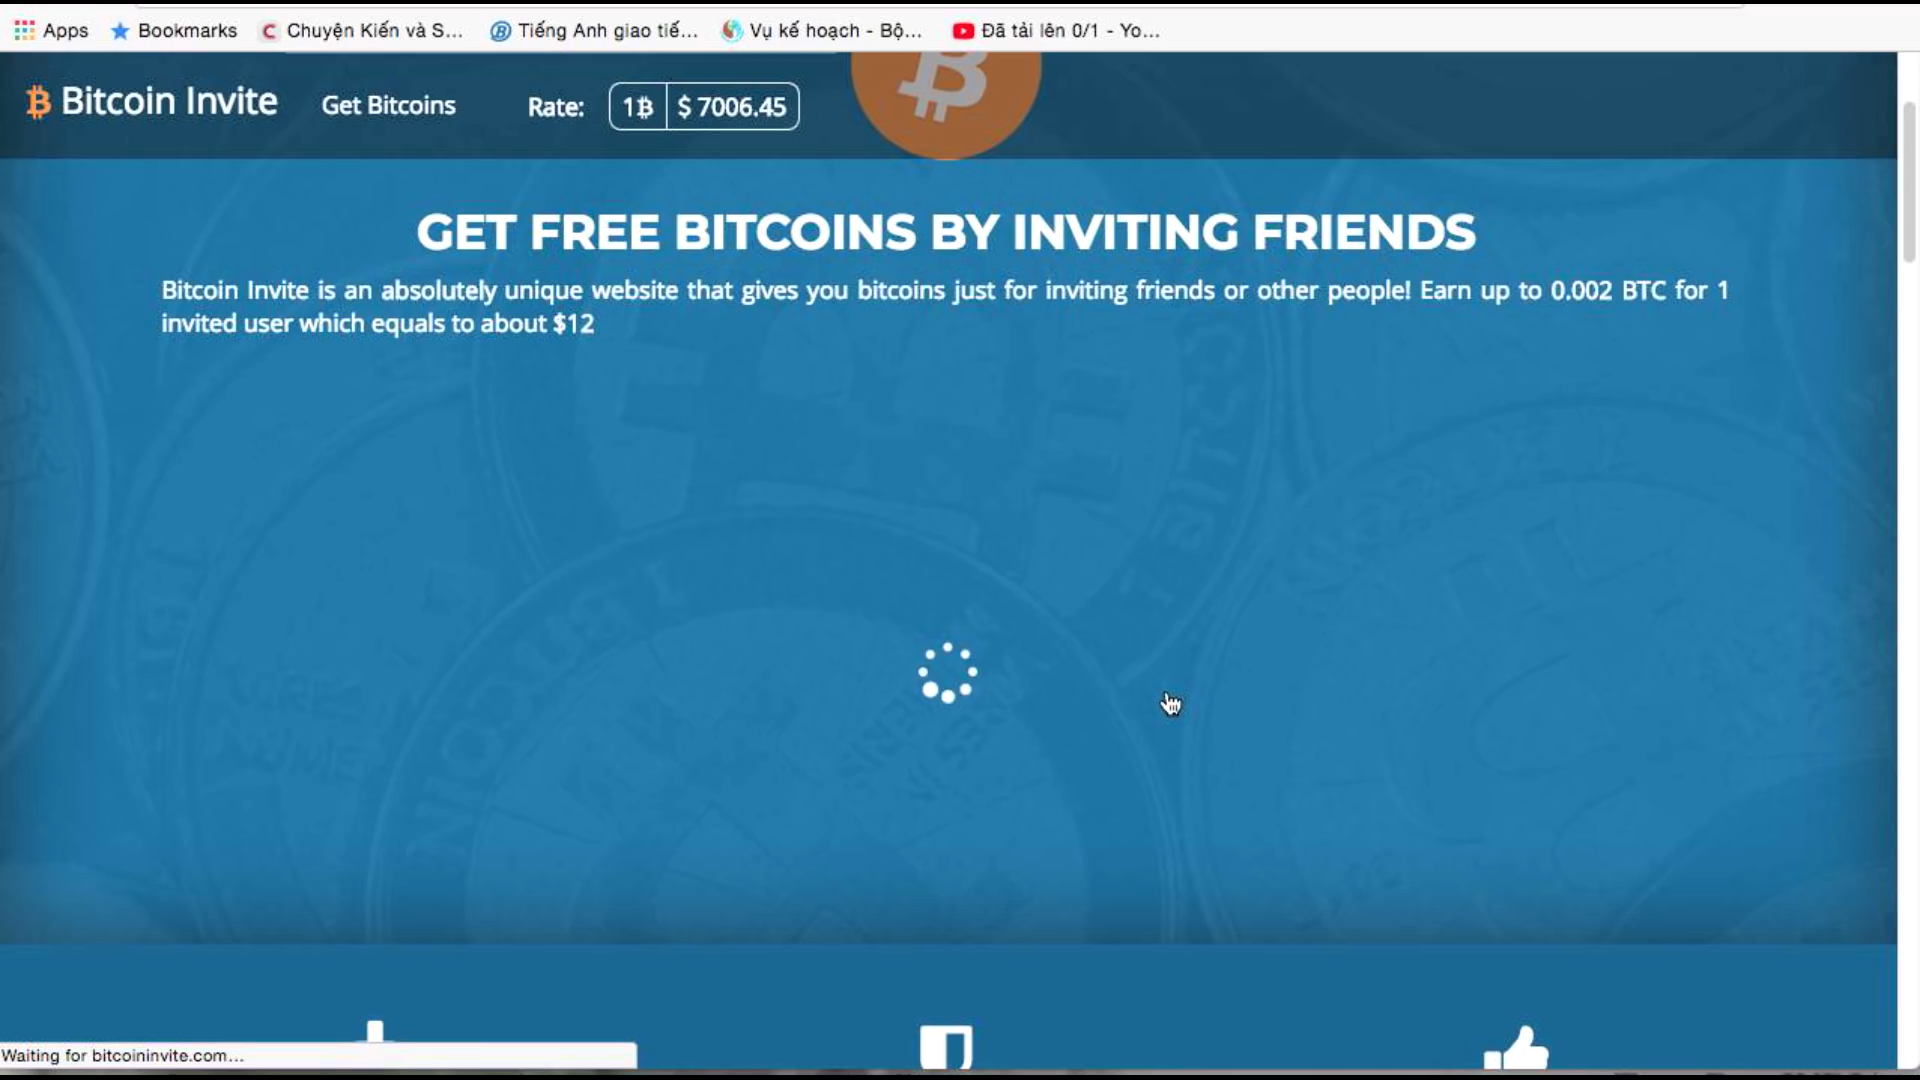 Apps Bookmarks Chuyện Kiến và S... Tiếng Anh giao tiế... Vụ kế hoạch - Bộ... Đã tải lên 0/1 - Yo...
Bitcoin Invite Get Bitcoins Rate: 1₿ $ 7006.45
GET FREE BITCOINS BY INVITING FRIENDS
Bitcoin Invite is an absolutely unique website that gives you bitcoins just for inviting friends or other people! Earn up to 0.002 BTC for 1
invited user which equals to about $12
Waiting for bitcoininvite.com...